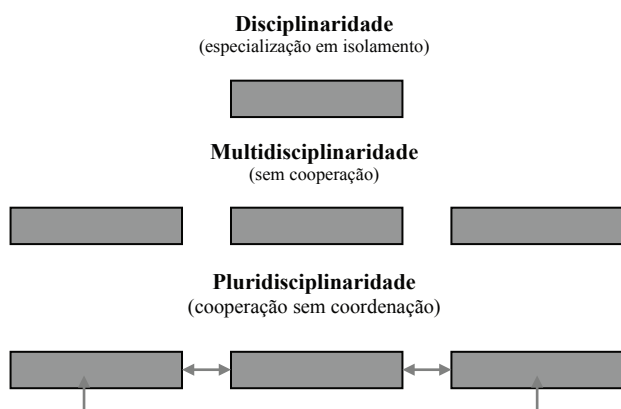 Disciplinaridade
(especialização em isolamento)
Multidisciplinaridade
(sem cooperação)
Pluridisciplinaridade
(cooperação sem coordenação)